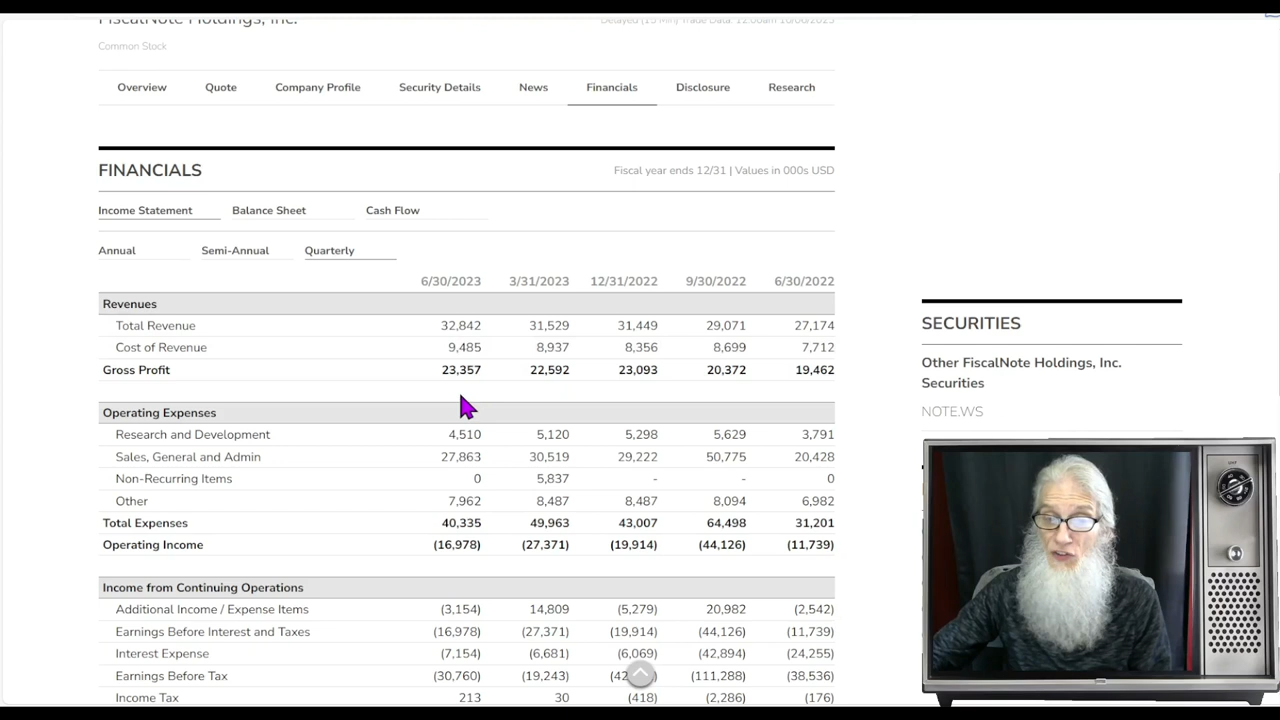 FiscalNote Holdings, Inc.
Delayed (15 Min) Trade Data: 12:00am 10/06/2023
Common Stock
Overview Quote Company Profile Security Details News Financials Disclosure Research
FINANCIALS Fiscal year ends 12/31 | Values in 000s USD
Income Statement Balance Sheet Cash Flow
Annual Semi-Annual Quarterly
6/30/2023 3/31/2023 12/31/2022 9/30/2022 6/30/2022
Revenues
Total Revenue 32,842 31,529 31,449 29,071 27,174
Cost of Revenue 9,485 8,937 8,356 8,699 7,712
Gross Profit 23,357 22,592 23,093 20,372 19,462
Operating Expenses
Research and Development 4,510 5,120 5,298 5,629 3,791
Sales, General and Admin 27,863 30,519 29,222 50,775 20,428
Non-Recurring Items 0 5,837 - - 0
Other 7,962 8,487 8,487 8,094 6,982
Total Expenses 40,335 49,963 43,007 64,498 31,201
Operating Income (16,978) (27,371) (19,914) (44,126) (11,739)
Income from Continuing Operations
Additional Income / Expense Items (3,154) 14,809 (5,279) 20,982 (2,542)
Earnings Before Interest and Taxes (16,978) (27,371) (19,914) (44,126) (11,739)
Interest Expense (7,154) (6,681) (6,069) (42,894) (24,255)
Earnings Before Tax (30,760) (19,243) (111,288) (38,536)
Income Tax 213 30 (418) (2,286) (176)
SECURITIES
Other FiscalNote Holdings, Inc.
Securities
NOTE.WS